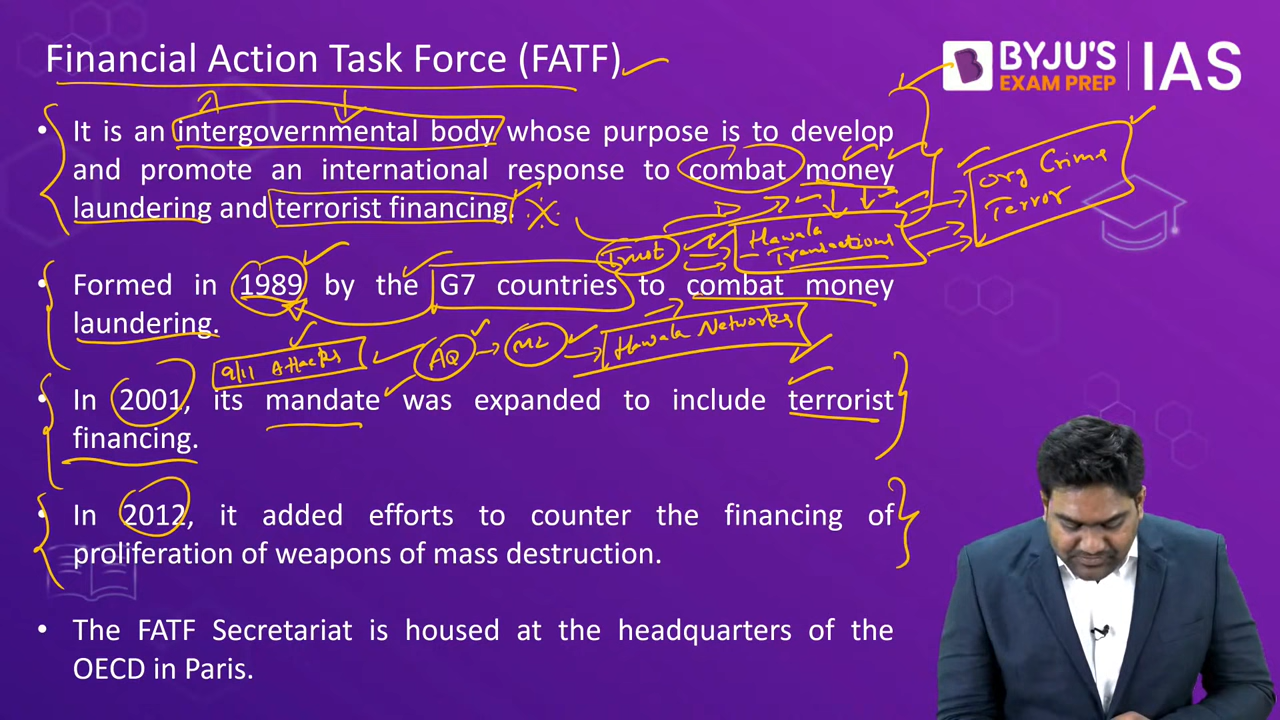 Financial Action Task Force (FATF)
BYJU'S
EXAM PREP
IAS
• It is an intergovernmental body whose purpose is to develop
and promote an international response to combat money
laundering and terrorist financing.
Org Crime
Terror
Trust
Hawala
Transactions
• Formed in 1989 by the G7 countries to combat money
laundering.
9/11 Attacks
AQ
ML
Hawala Networks
• In 2001, its mandate was expanded to include terrorist
financing.
• In 2012, it added efforts to counter the financing of
proliferation of weapons of mass destruction.
• The FATF Secretariat is housed at the headquarters of the
OECD in Paris.